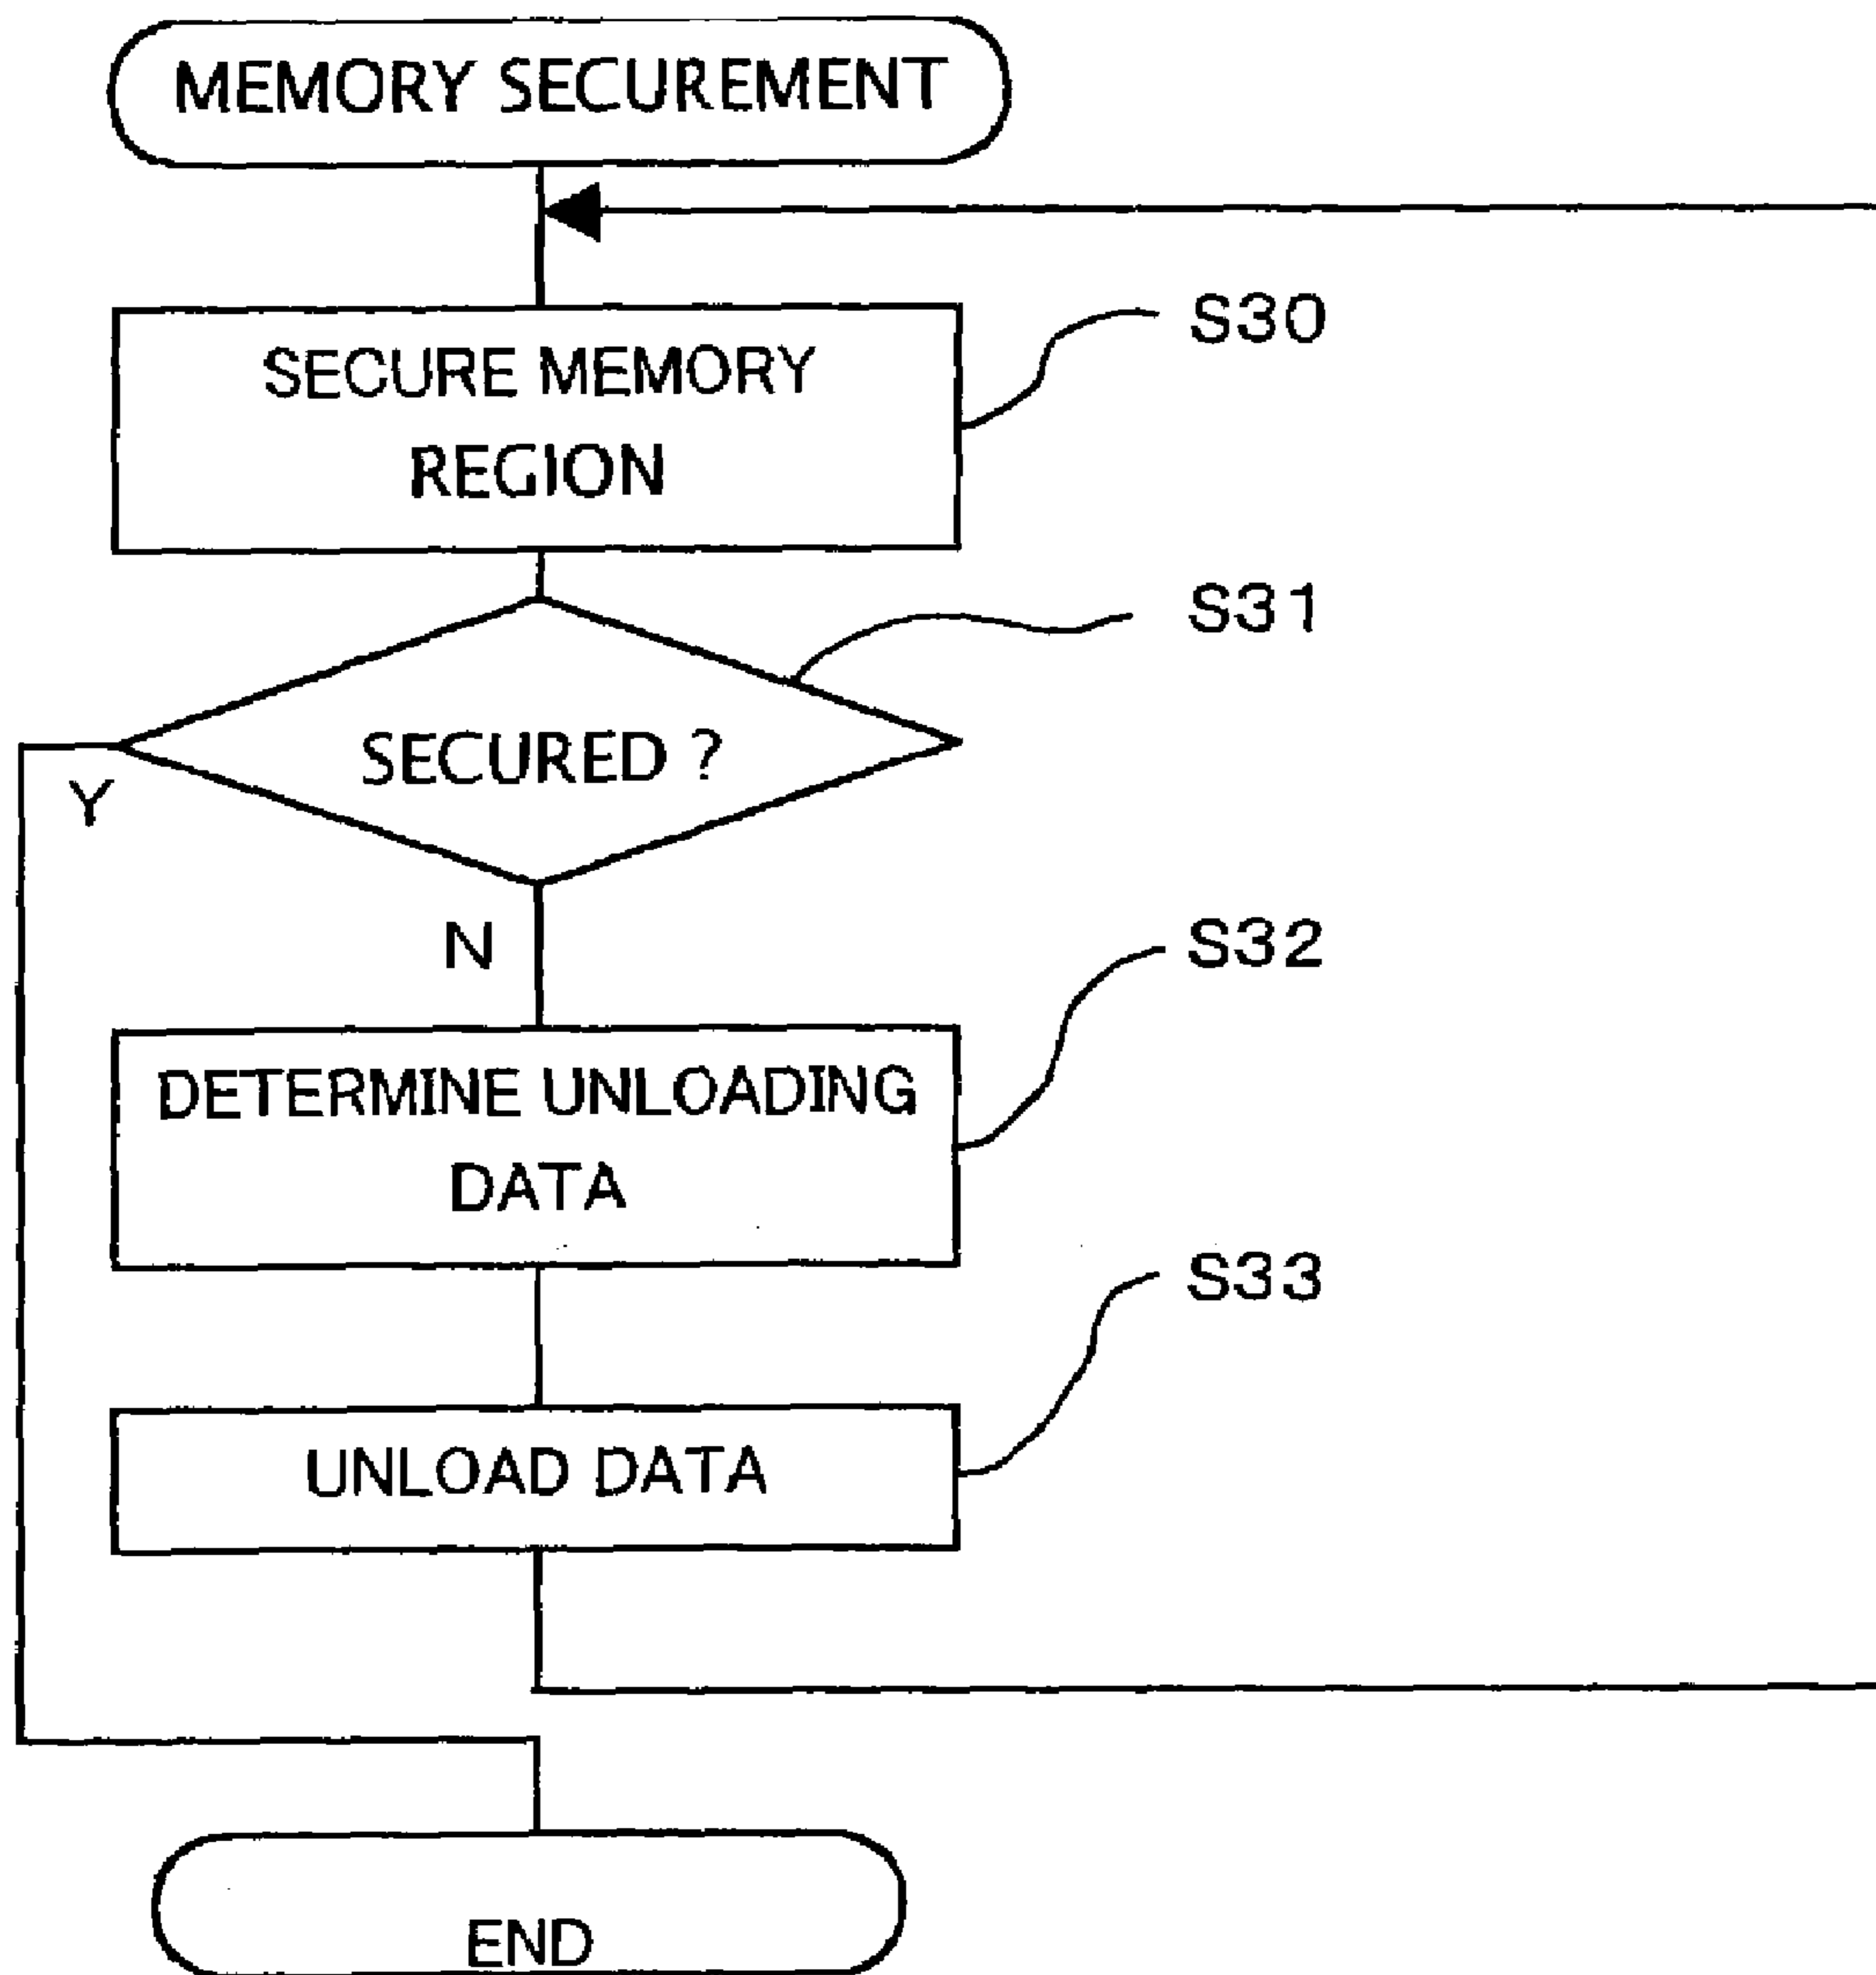 MEMORY SECUREMENT
SECURE MEMORY
REGION
S30
SECURED ?
S31
Y
N
DETERMINE UNLOADING
DATA
S32
UNLOAD DATA
S33
END